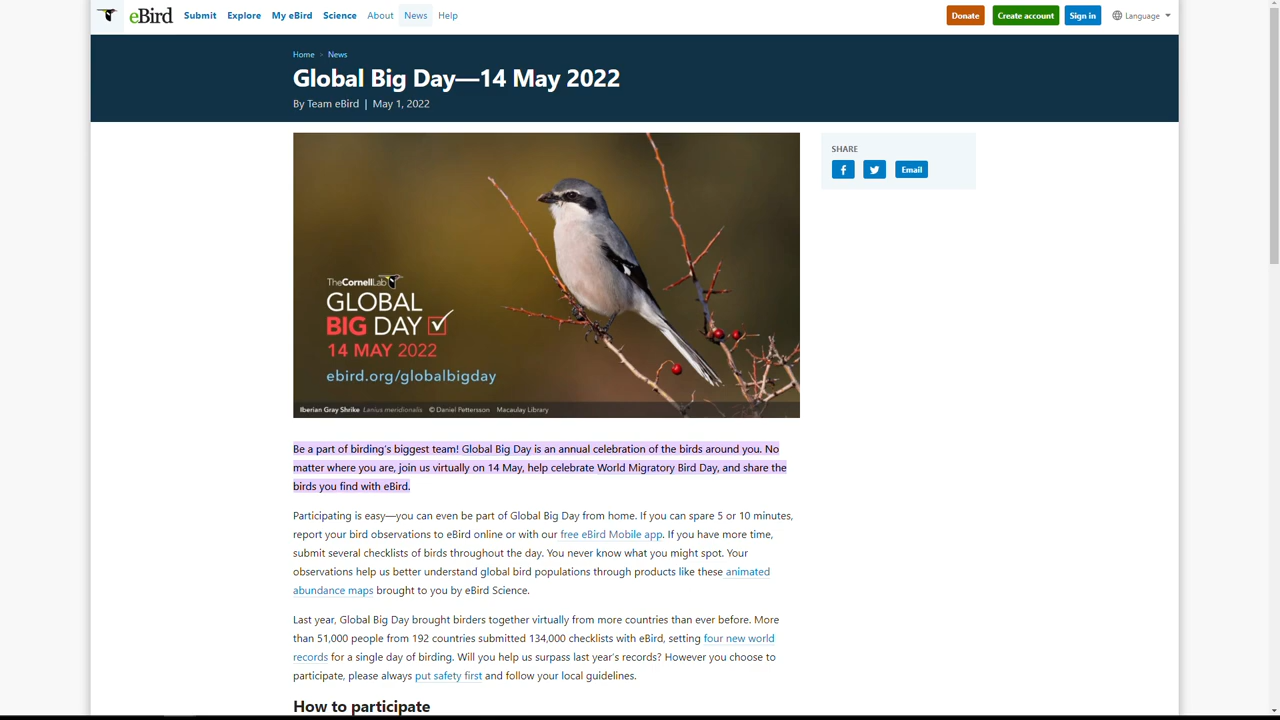 eBird Submit Explore My eBird Science About News Help Donate Create account Sign in Language
Home News
Global Big Day—14 May 2022
By Team eBird | May 1, 2022
SHARE
Email
TheCornellLab
GLOBAL
BIG DAY
14 MAY 2022
ebird.org/globalbigday
Iberian Gray Shrike Lanius meridionalis © Daniel Pettersson Macaulay Library
Be a part of birding's biggest team! Global Big Day is an annual celebration of the birds around you. No
matter where you are, join us virtually on 14 May, help celebrate World Migratory Bird Day, and share the
birds you find with eBird.
Participating is easy—you can even be part of Global Big Day from home. If you can spare 5 or 10 minutes,
report your bird observations to eBird online or with our free eBird Mobile app. If you have more time,
submit several checklists of birds throughout the day. You never know what you might spot. Your
observations help us better understand global bird populations through products like these animated
abundance maps brought to you by eBird Science.
Last year, Global Big Day brought birders together virtually from more countries than ever before. More
than 51,000 people from 192 countries submitted 134,000 checklists with eBird, setting four new world
records for a single day of birding. Will you help us surpass last year's records? However you choose to
participate, please always put safety first and follow your local guidelines.
How to participate